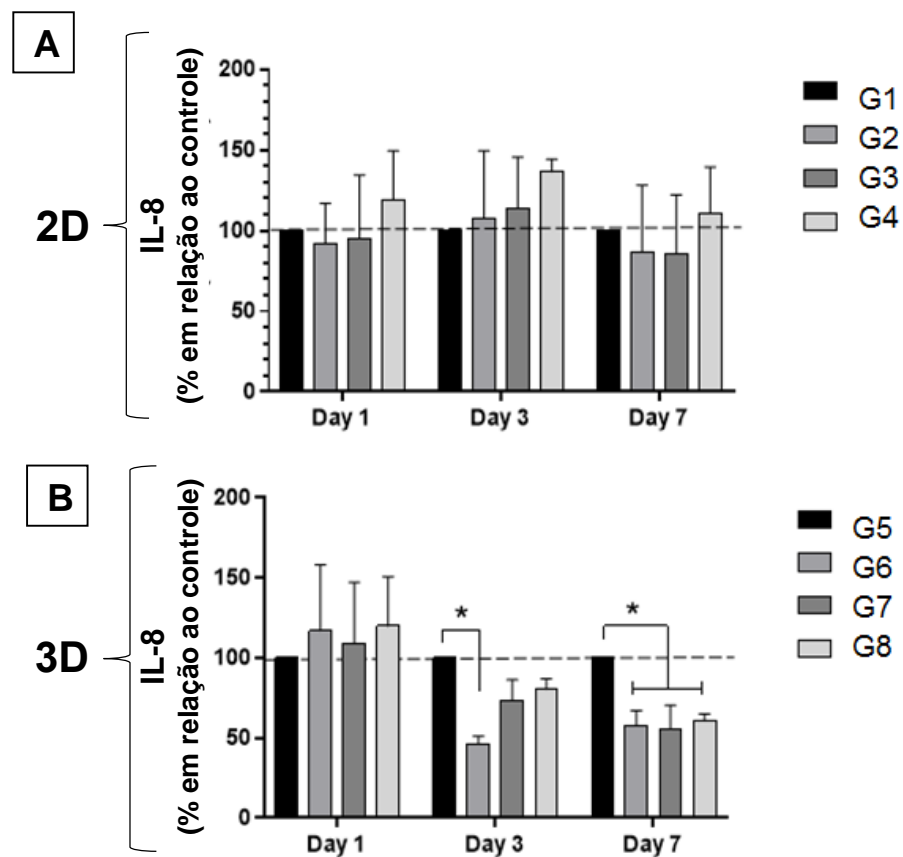 A
2D
IL-8
(% em relação ao controle)
200
150
100
50
0
Day 1
Day 3
Day 7
G1
G2
G3
G4
B
3D
IL-8
(% em relação ao controle)
200
150
100
50
0
*
*
Day 1
Day 3
Day 7
G5
G6
G7
G8